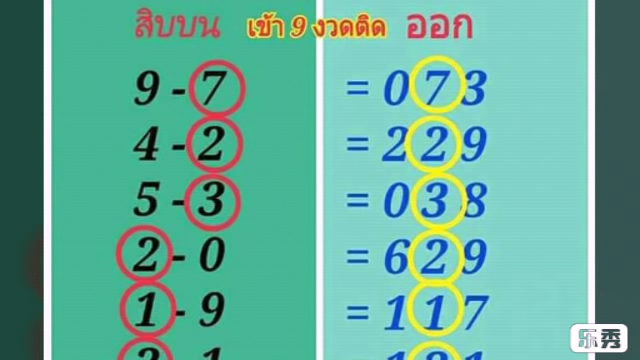 สิบบน เข้า 9 งวดติด ออก
9 - 7 = 073
4 - 2 = 229
5 - 3 = 038
2 - 0 = 629
1 - 9 = 117
乐秀